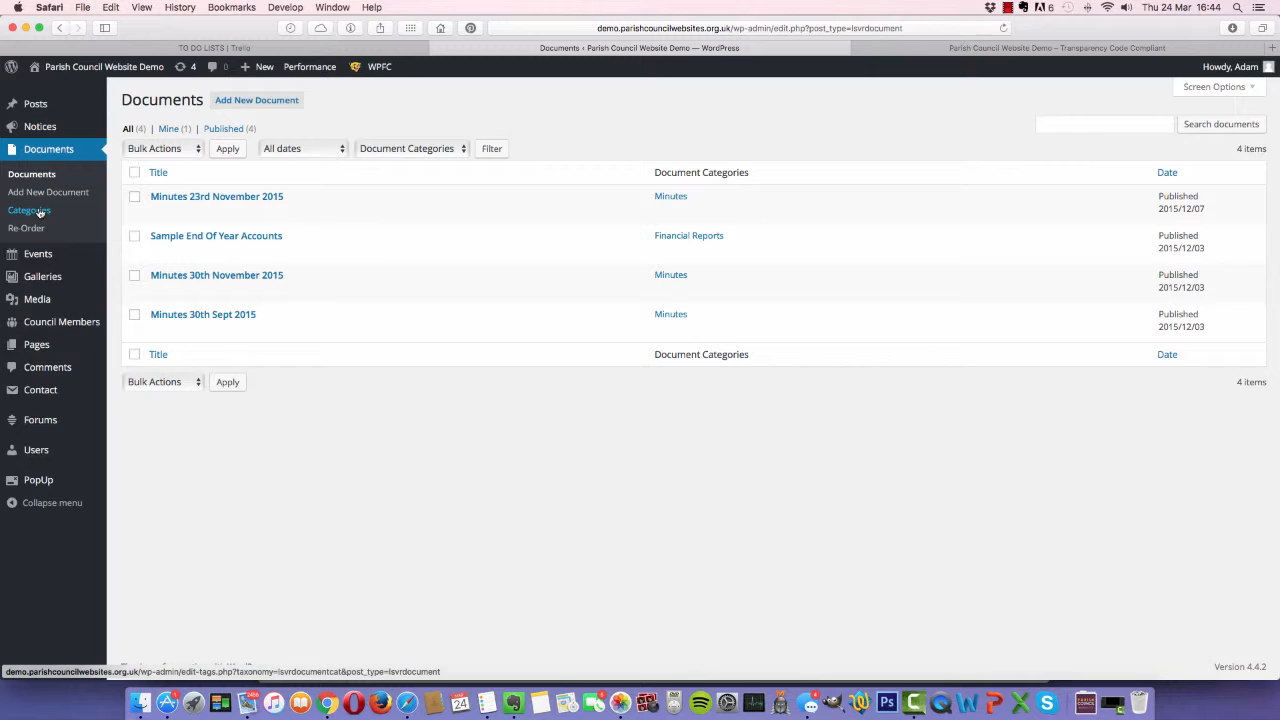 Safari File Edit View History Bookmarks Develop Window Help 6 Thu 24 Mar 16:44
demo.parishcouncilwebsites.org.uk/wp-admin/edit.php?post_type=lsvrdocument
TO DO LISTS | Trello Documents ‹ Parish Council Website Demo — WordPress Parish Council Website Demo – Transparency Code Compliant
Parish Council Website Demo 4 + New Performance WPFC Howdy, Adam
Posts
Notices
Documents
Documents
Add New Document
Categories
Re-Order
Events
Galleries
Media
Council Members
Pages
Comments
Contact
Forums
Users
PopUp
Collapse menu
Documents Add New Document
Screen Options
All (4) | Mine (1) | Published (4)
Search documents
Bulk Actions Apply All dates Document Categories Filter 4 items
Title Document Categories Date
Minutes 23rd November 2015 Minutes Published
2015/12/07
Sample End Of Year Accounts Financial Reports Published
2015/12/03
Minutes 30th November 2015 Minutes Published
2015/12/03
Minutes 30th Sept 2015 Minutes Published
2015/12/03
Title Document Categories Date
Bulk Actions Apply 4 items
demo.parishcouncilwebsites.org.uk/wp-admin/edit-tags.php?taxonomy=lsvrdocumentcat&post_type=lsvrdocument
Version 4.4.2